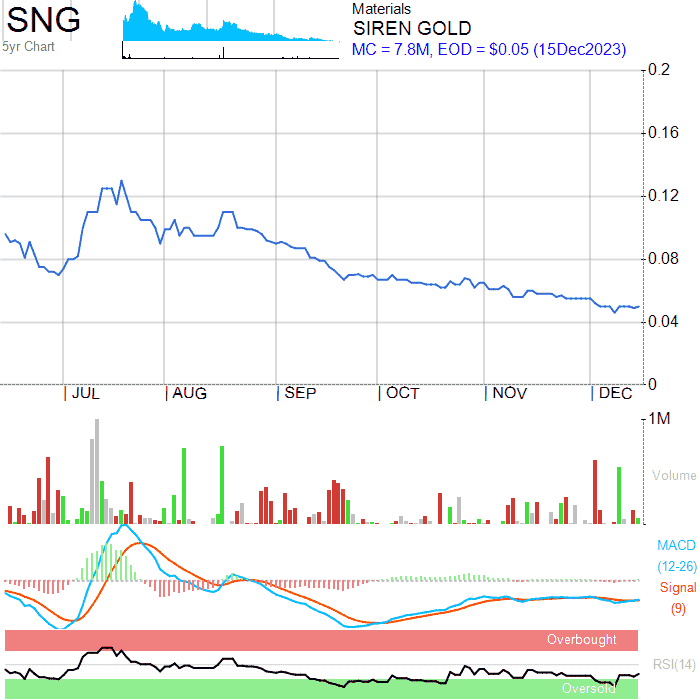 SNG
5yr Chart
Materials
SIREN GOLD
MC = 7.8M, EOD = $0.05 (15Dec2023)
0.2
0.16
0.12
0.08
0.04
0
JUL AUG SEP OCT NOV DEC
1M
Volume
MACD
(12-26)
Signal
(9)
Overbought
RSI(14)
Oversold